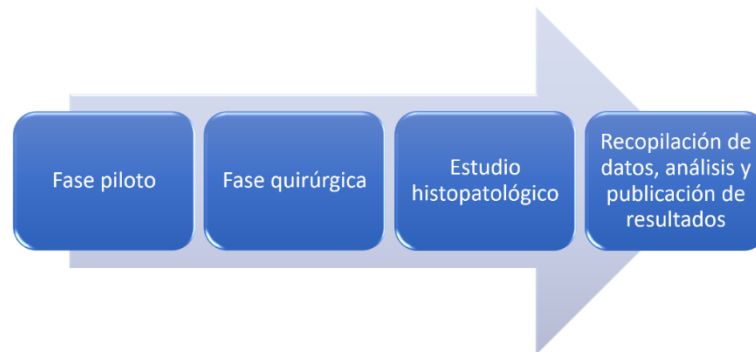 Fase piloto
Fase quirúrgica
Estudio
histopatológico
Recopilación de
datos, análisis y
publicación de
resultados